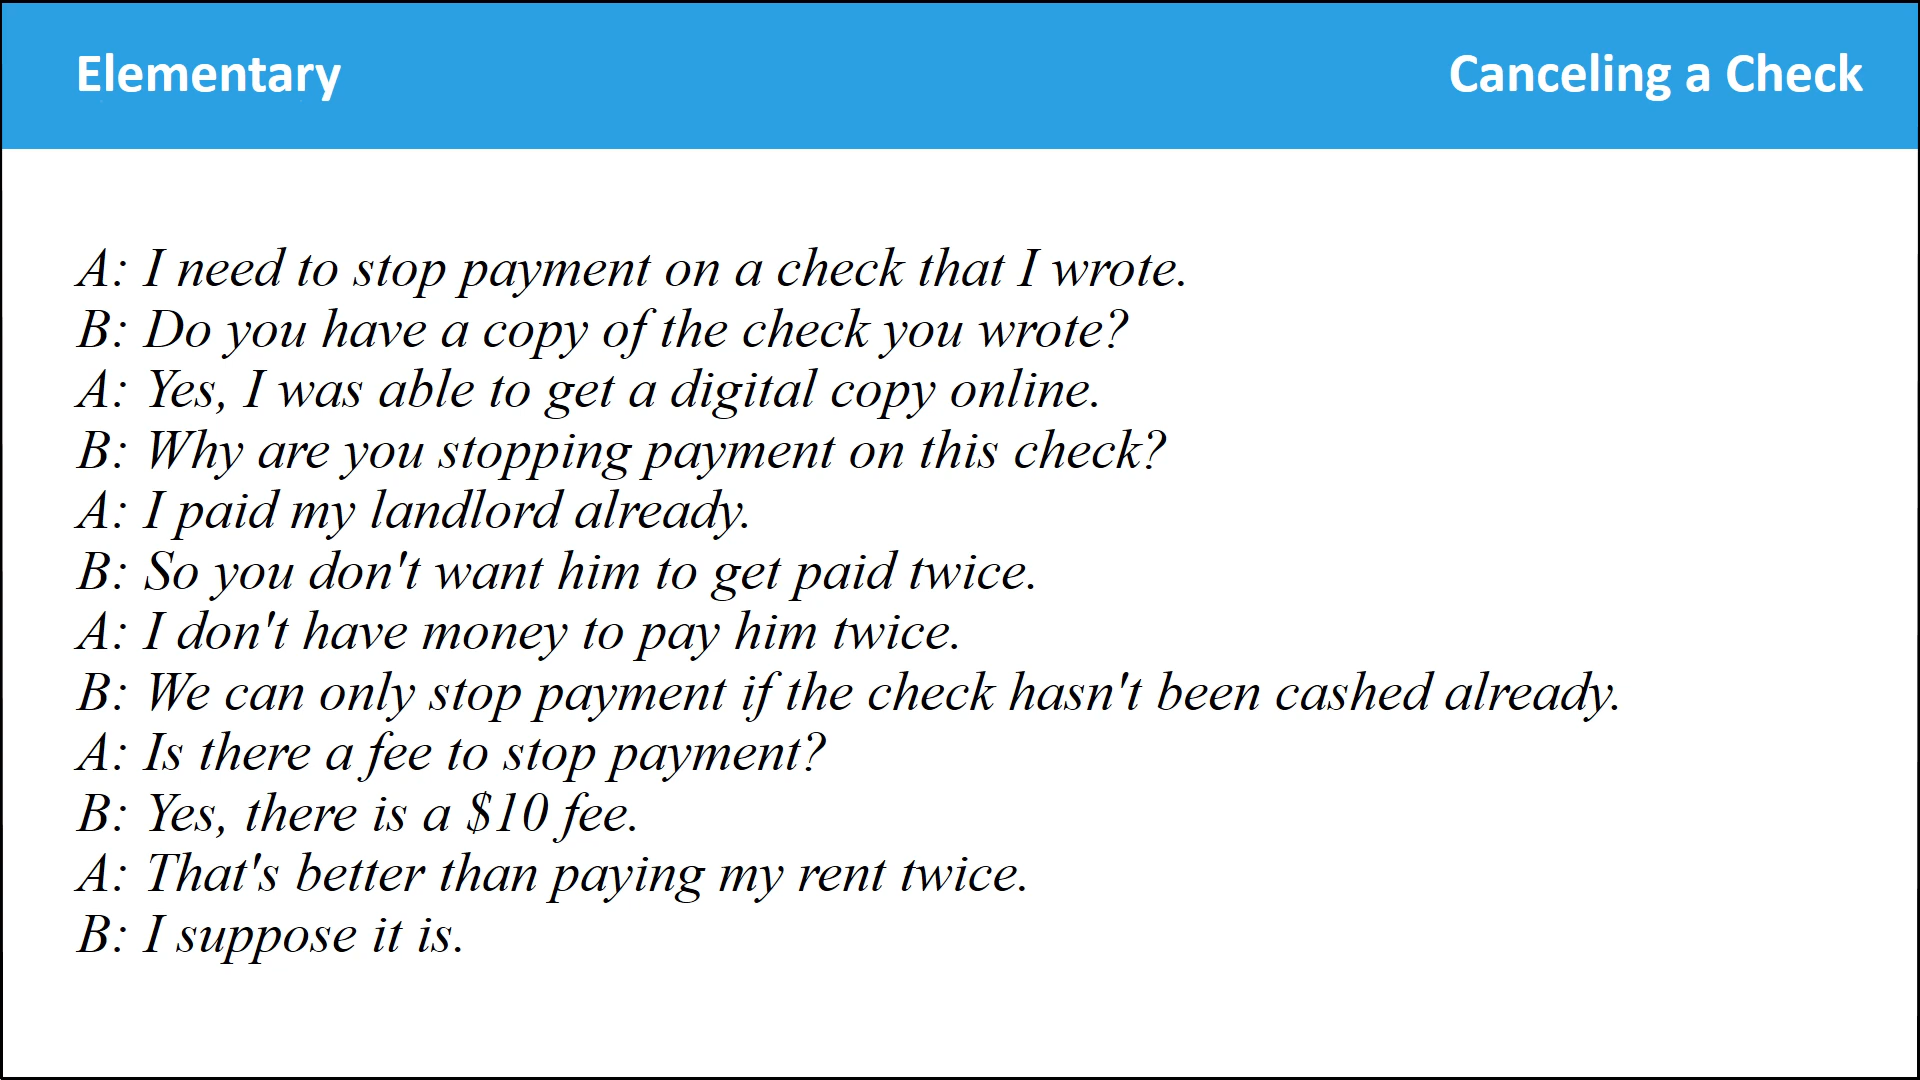 Elementary
Canceling a Check
A: I need to stop payment on a check that I wrote.
B: Do you have a copy of the check you wrote?
A: Yes, I was able to get a digital copy online.
B: Why are you stopping payment on this check?
A: I paid my landlord already.
B: So you don't want him to get paid twice.
A: I don't have money to pay him twice.
B: We can only stop payment if the check hasn't been cashed already.
A: Is there a fee to stop payment?
B: Yes, there is a $10 fee.
A: That's better than paying my rent twice.
B: I suppose it is.